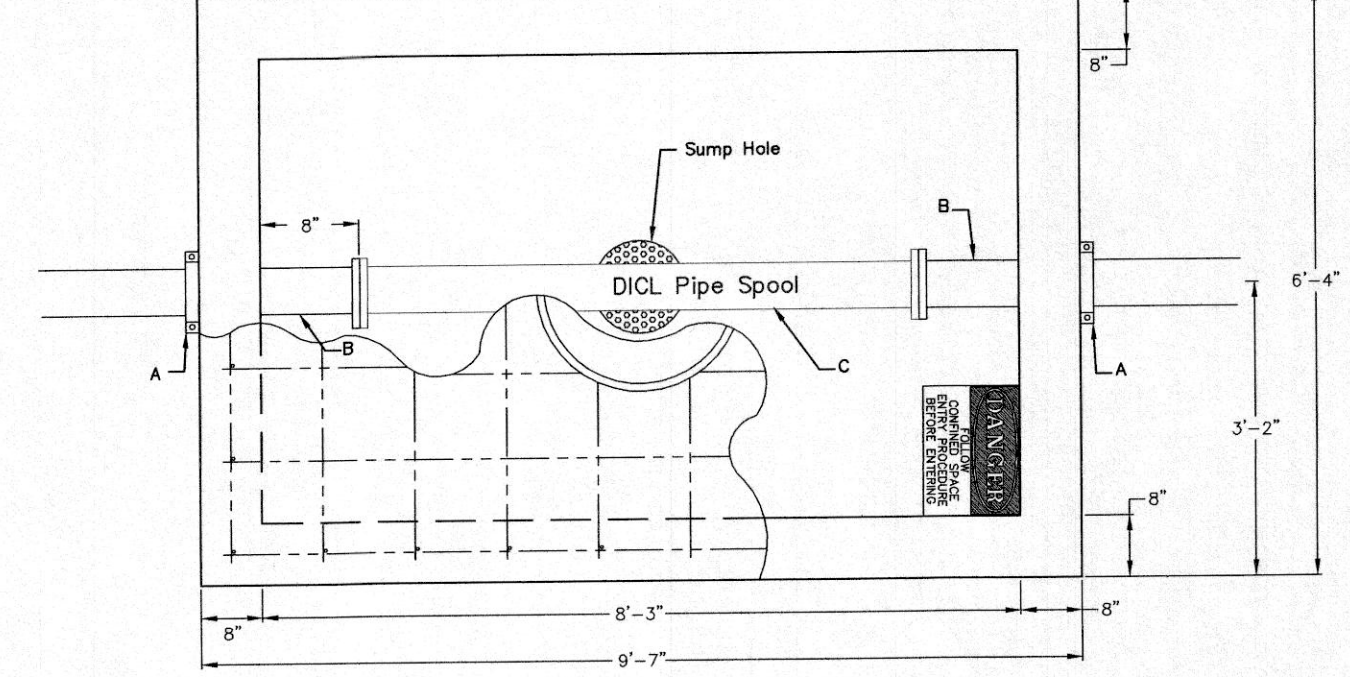 8"
Sump Hole
B
8"
6'-4"
DICL Pipe Spool
B
A
C
A
DANGER
FOLLOW
CONFINED SPACE
ENTRY PROCEDURE
BEFORE ENTERING
3'-2"
8"
8'-3"
8"
8"
9'-7"